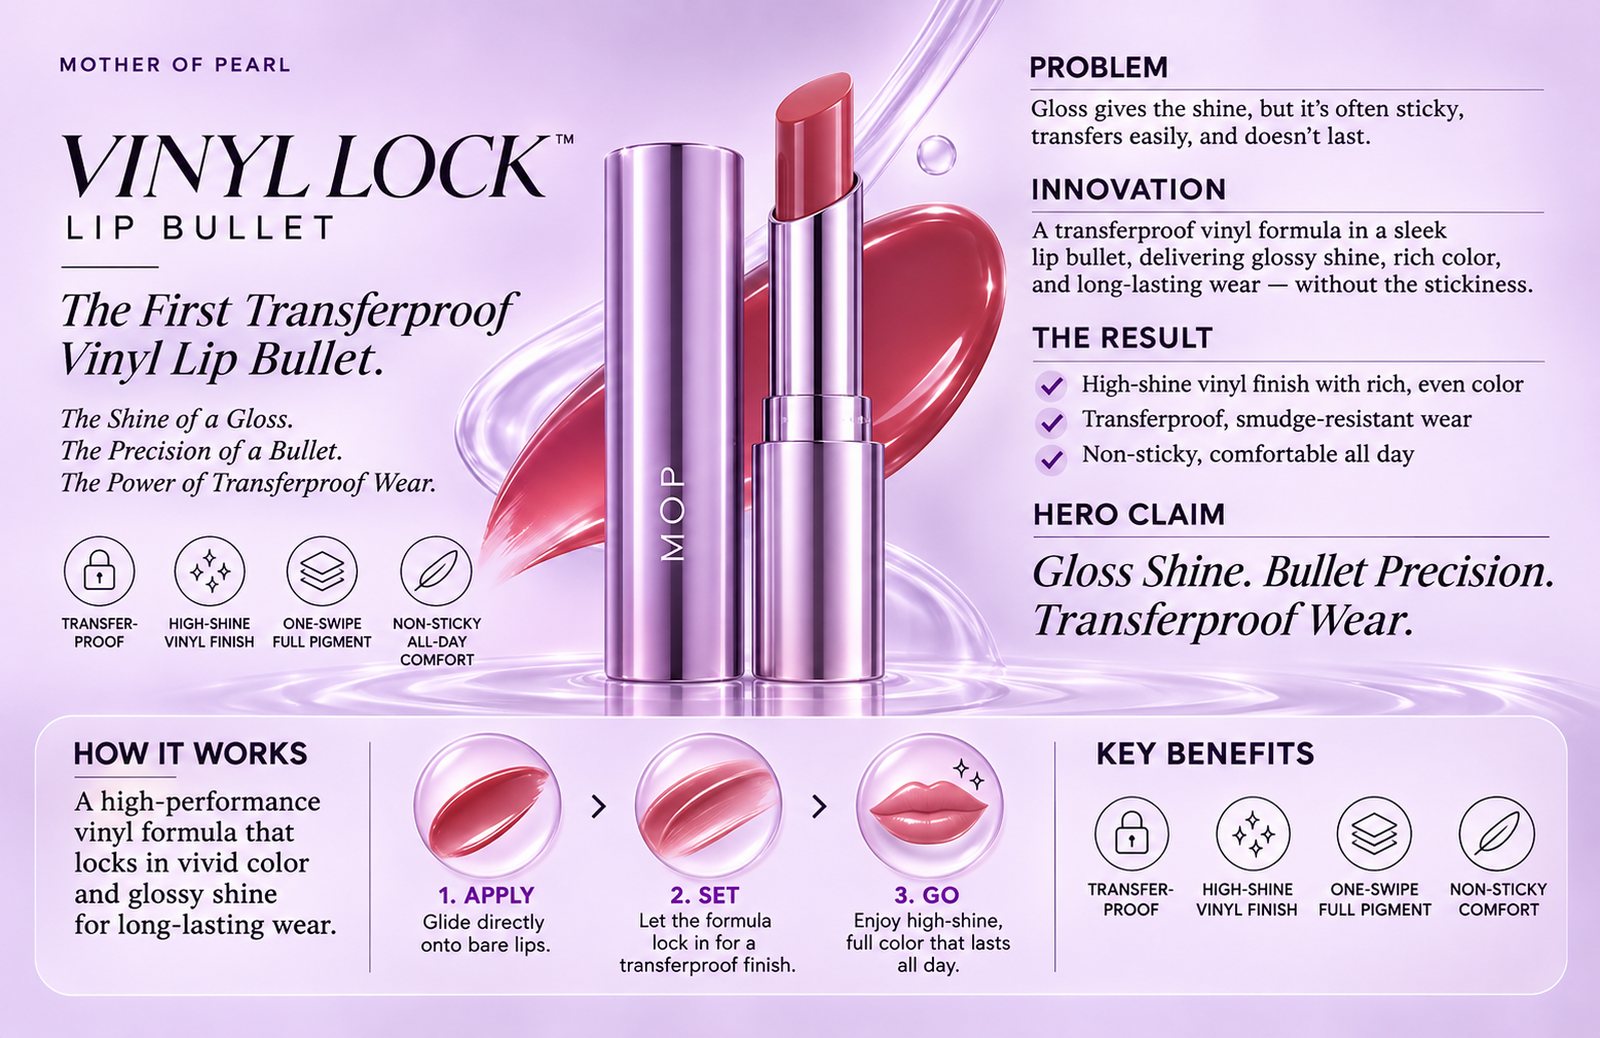 MOTHER OF PEARL
VINYL LOCK™
LIP BULLET
The First Transferproof
Vinyl Lip Bullet.
The Shine of a Gloss.
The Precision of a Bullet.
The Power of Transferproof Wear.
TRANSFER-
PROOF
HIGH-SHINE
VINYL FINISH
ONE-SWIPE
FULL PIGMENT
NON-STICKY
ALL-DAY
COMFORT
MOP
PROBLEM
Gloss gives the shine, but it’s often sticky,
transfers easily, and doesn’t last.
INNOVATION
A transferproof vinyl formula in a sleek
lip bullet, delivering glossy shine, rich color,
and long-lasting wear — without the stickiness.
THE RESULT
High-shine vinyl finish with rich, even color
Transferproof, smudge-resistant wear
Non-sticky, comfortable all day
HERO CLAIM
Gloss Shine. Bullet Precision.
Transferproof Wear.
HOW IT WORKS
A high-performance
vinyl formula that
locks in vivid color
and glossy shine
for long-lasting wear.
1. APPLY
Glide directly
onto bare lips.
2. SET
Let the formula
lock in for a
transferproof finish.
3. GO
Enjoy high-shine,
full color that lasts
all day.
KEY BENEFITS
TRANSFER-
PROOF
HIGH-SHINE
VINYL FINISH
ONE-SWIPE
FULL PIGMENT
NON-STICKY
COMFORT